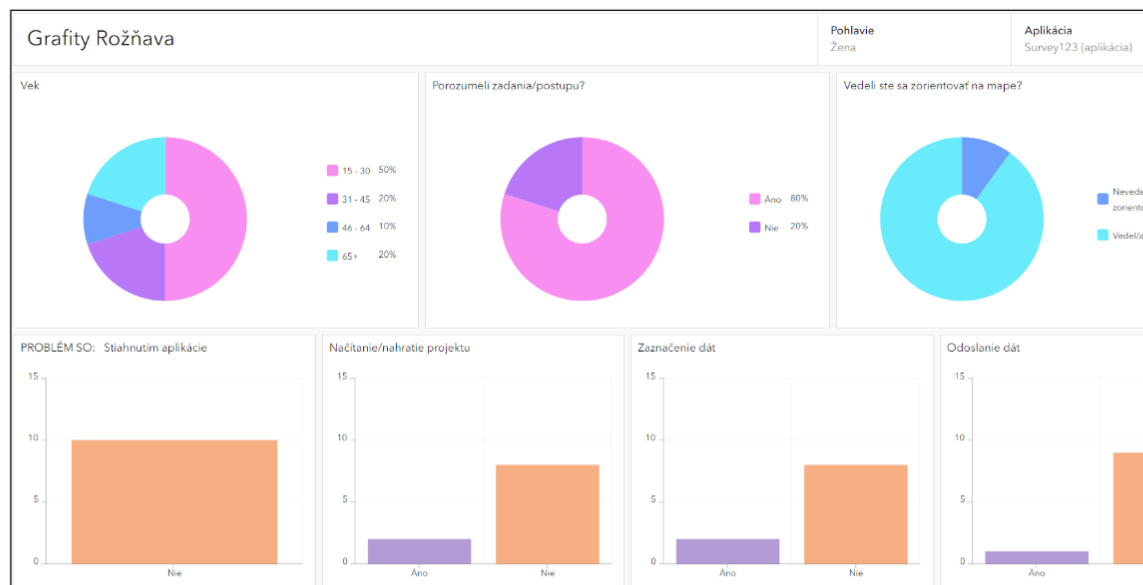 Grafity Rožňava
Pohlavie
Žena
Aplikácia
Survey123 (aplikácia)
Vek
15 - 30 50%
31 - 45 20%
46 - 64 10%
65+ 20%
Porozumeli zadania/postupu?
Áno 80%
Nie 20%
Vedeli ste sa zorientovať na mape?
Nevede
zoriento
Vedel/a
PROBLÉM SO: Stiahnutím aplikácie
15
10
5
0
Nie
Načítanie/nahratie projektu
15
10
5
0
Áno Nie
Zaznačenie dát
15
10
5
0
Áno Nie
Odoslanie dát
15
10
5
0
Áno